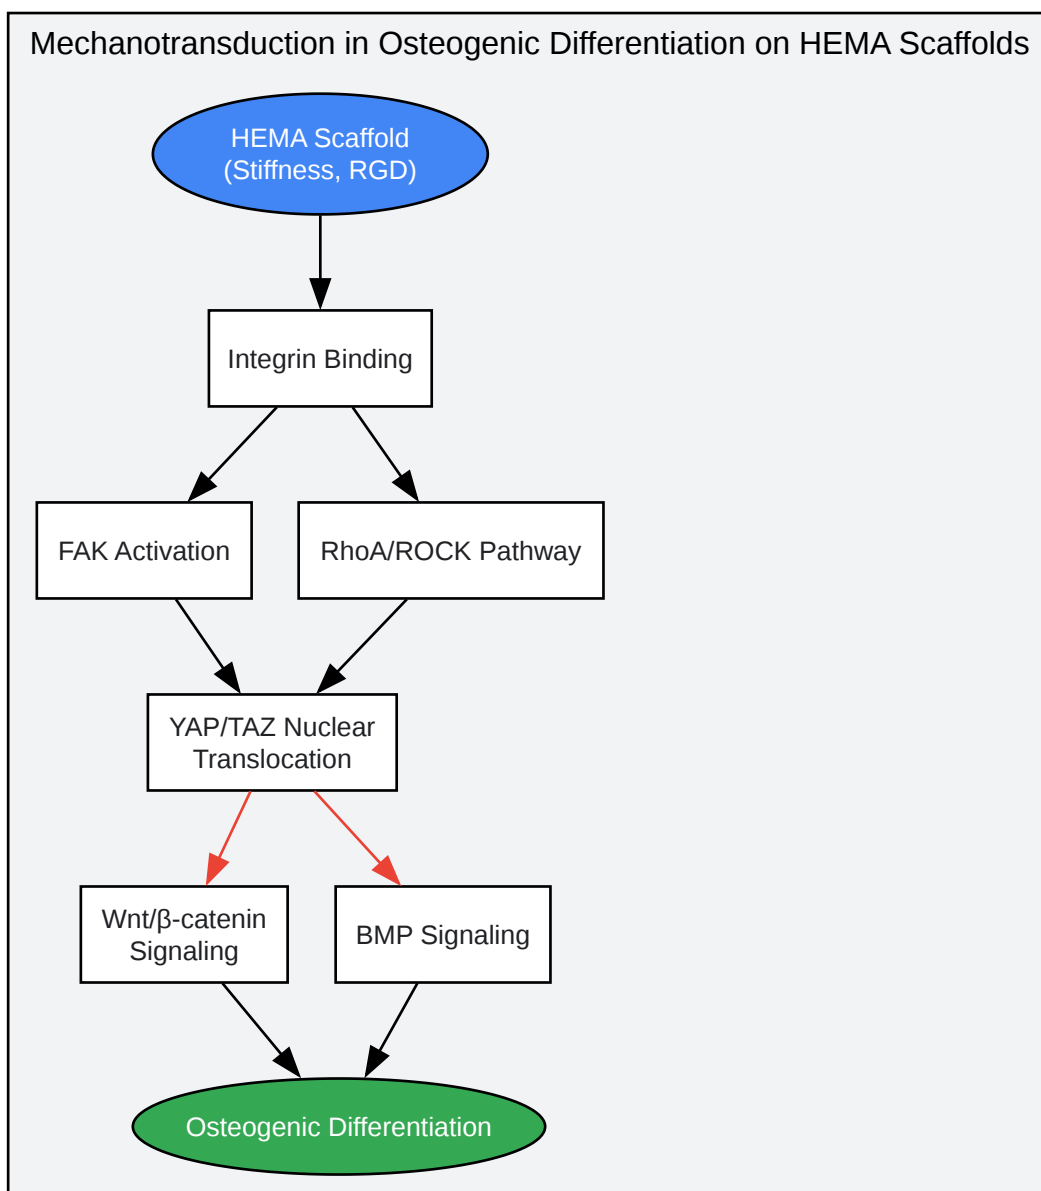 Mechanotransduction in Osteogenic Differentiation on HEMA Scaffolds
HEMA Scaffold
(Stiffness, RGD)
Integrin Binding
FAK Activation
RhoA/ROCK Pathway
YAP/TAZ Nuclear
Translocation
Wnt/β-catenin
Signaling
BMP Signaling
Osteogenic Differentiation